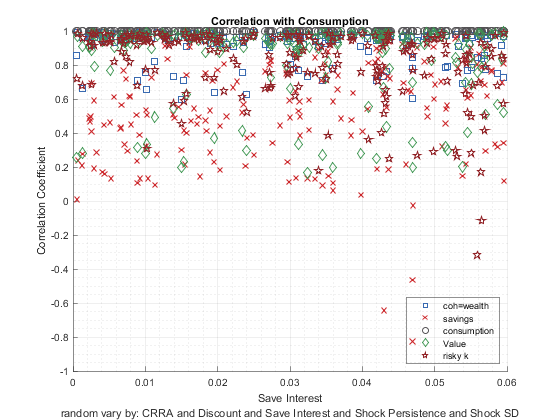 Correlation with Consumption
1
0.8
0.6
0.4
0.2
0
-0.2
-0.4
-0.6
-0.8
-1
Correlation Coefficient
coh=wealth
savings
consumption
Value
risky k
0
0.01
0.02
0.03
0.04
0.05
0.06
Save Interest
random vary by: CRRA and Discount and Save Interest and Shock Persistence and Shock SD